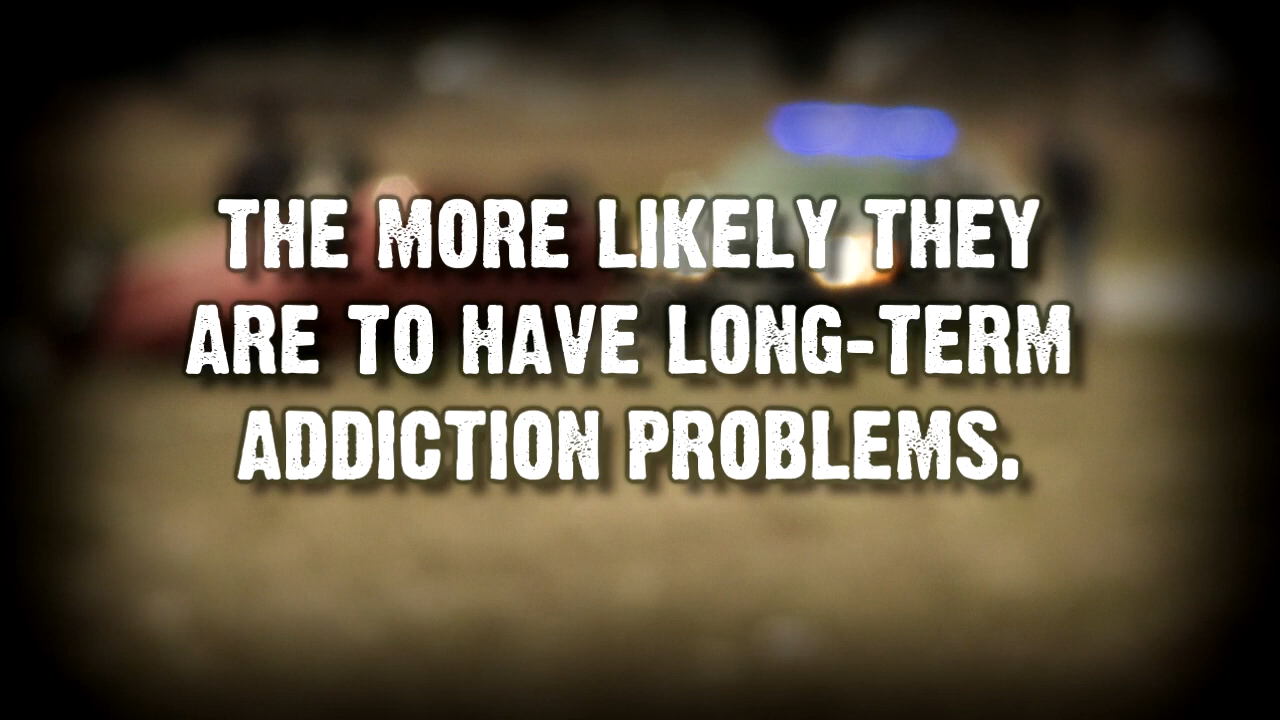 THE MORE LIKELY THEY
ARE TO HAVE LONG-TERM
ADDICTION PROBLEMS.